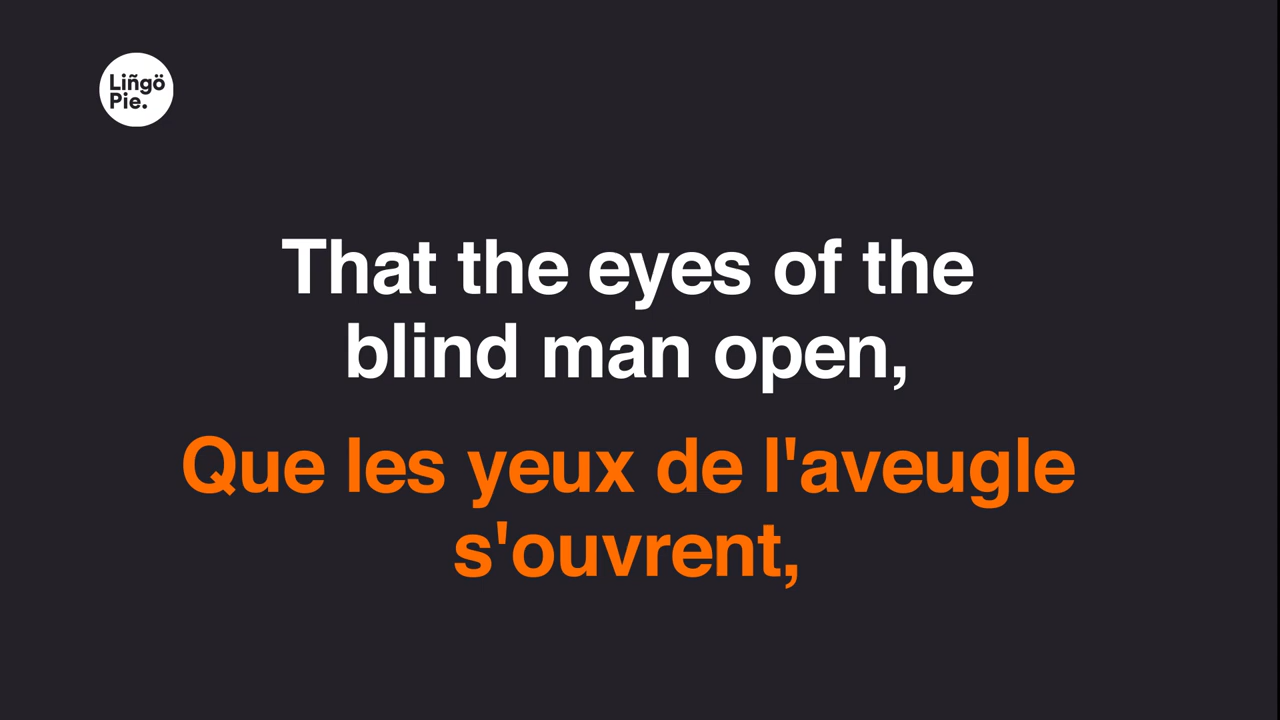 Liñgö
Pie.
That the eyes of the
blind man open,
Que les yeux de l'aveugle
s'ouvrent,